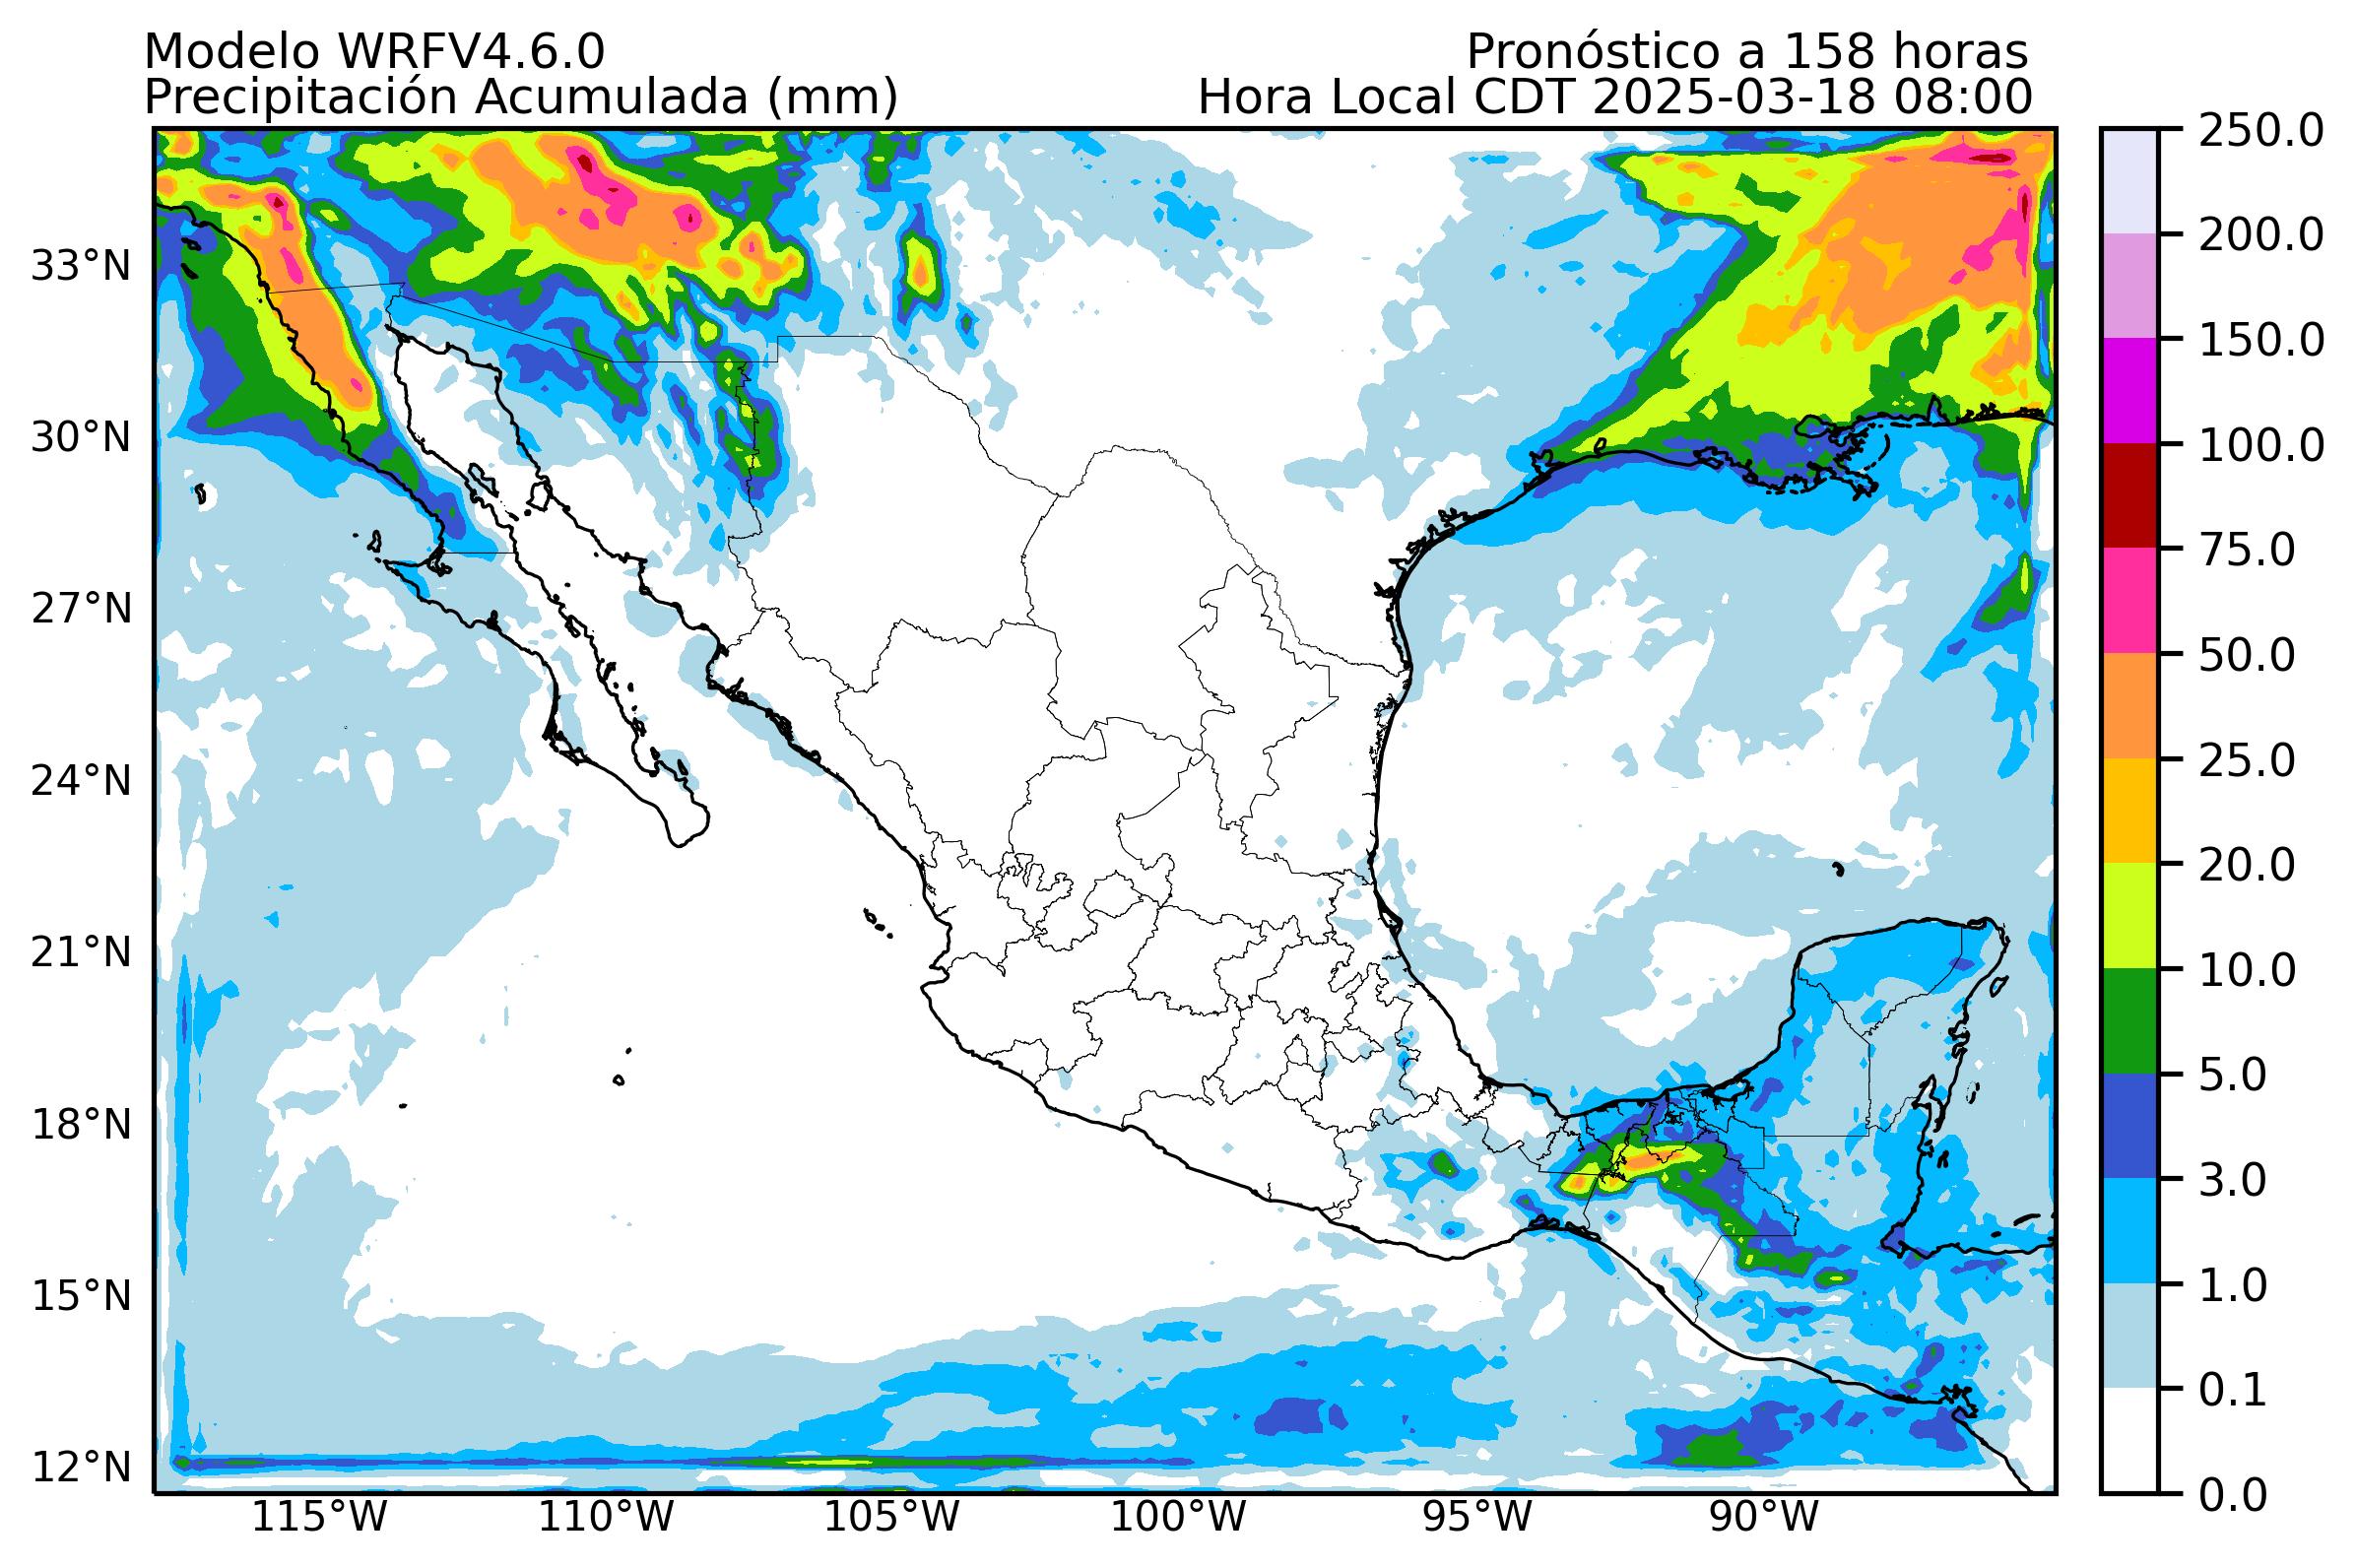 Modelo WRFV4.6.0
Pronóstico a 158 horas
Precipitación Acumulada (mm)
Hora Local CDT 2025-03-18 08:00
33°N
30°N
27°N
24°N
21°N
18°N
15°N
12°N
115°W
110°W
105°W
100°W
95°W
90°W
250.0
200.0
150.0
100.0
75.0
50.0
25.0
20.0
10.0
5.0
3.0
1.0
0.1
0.0